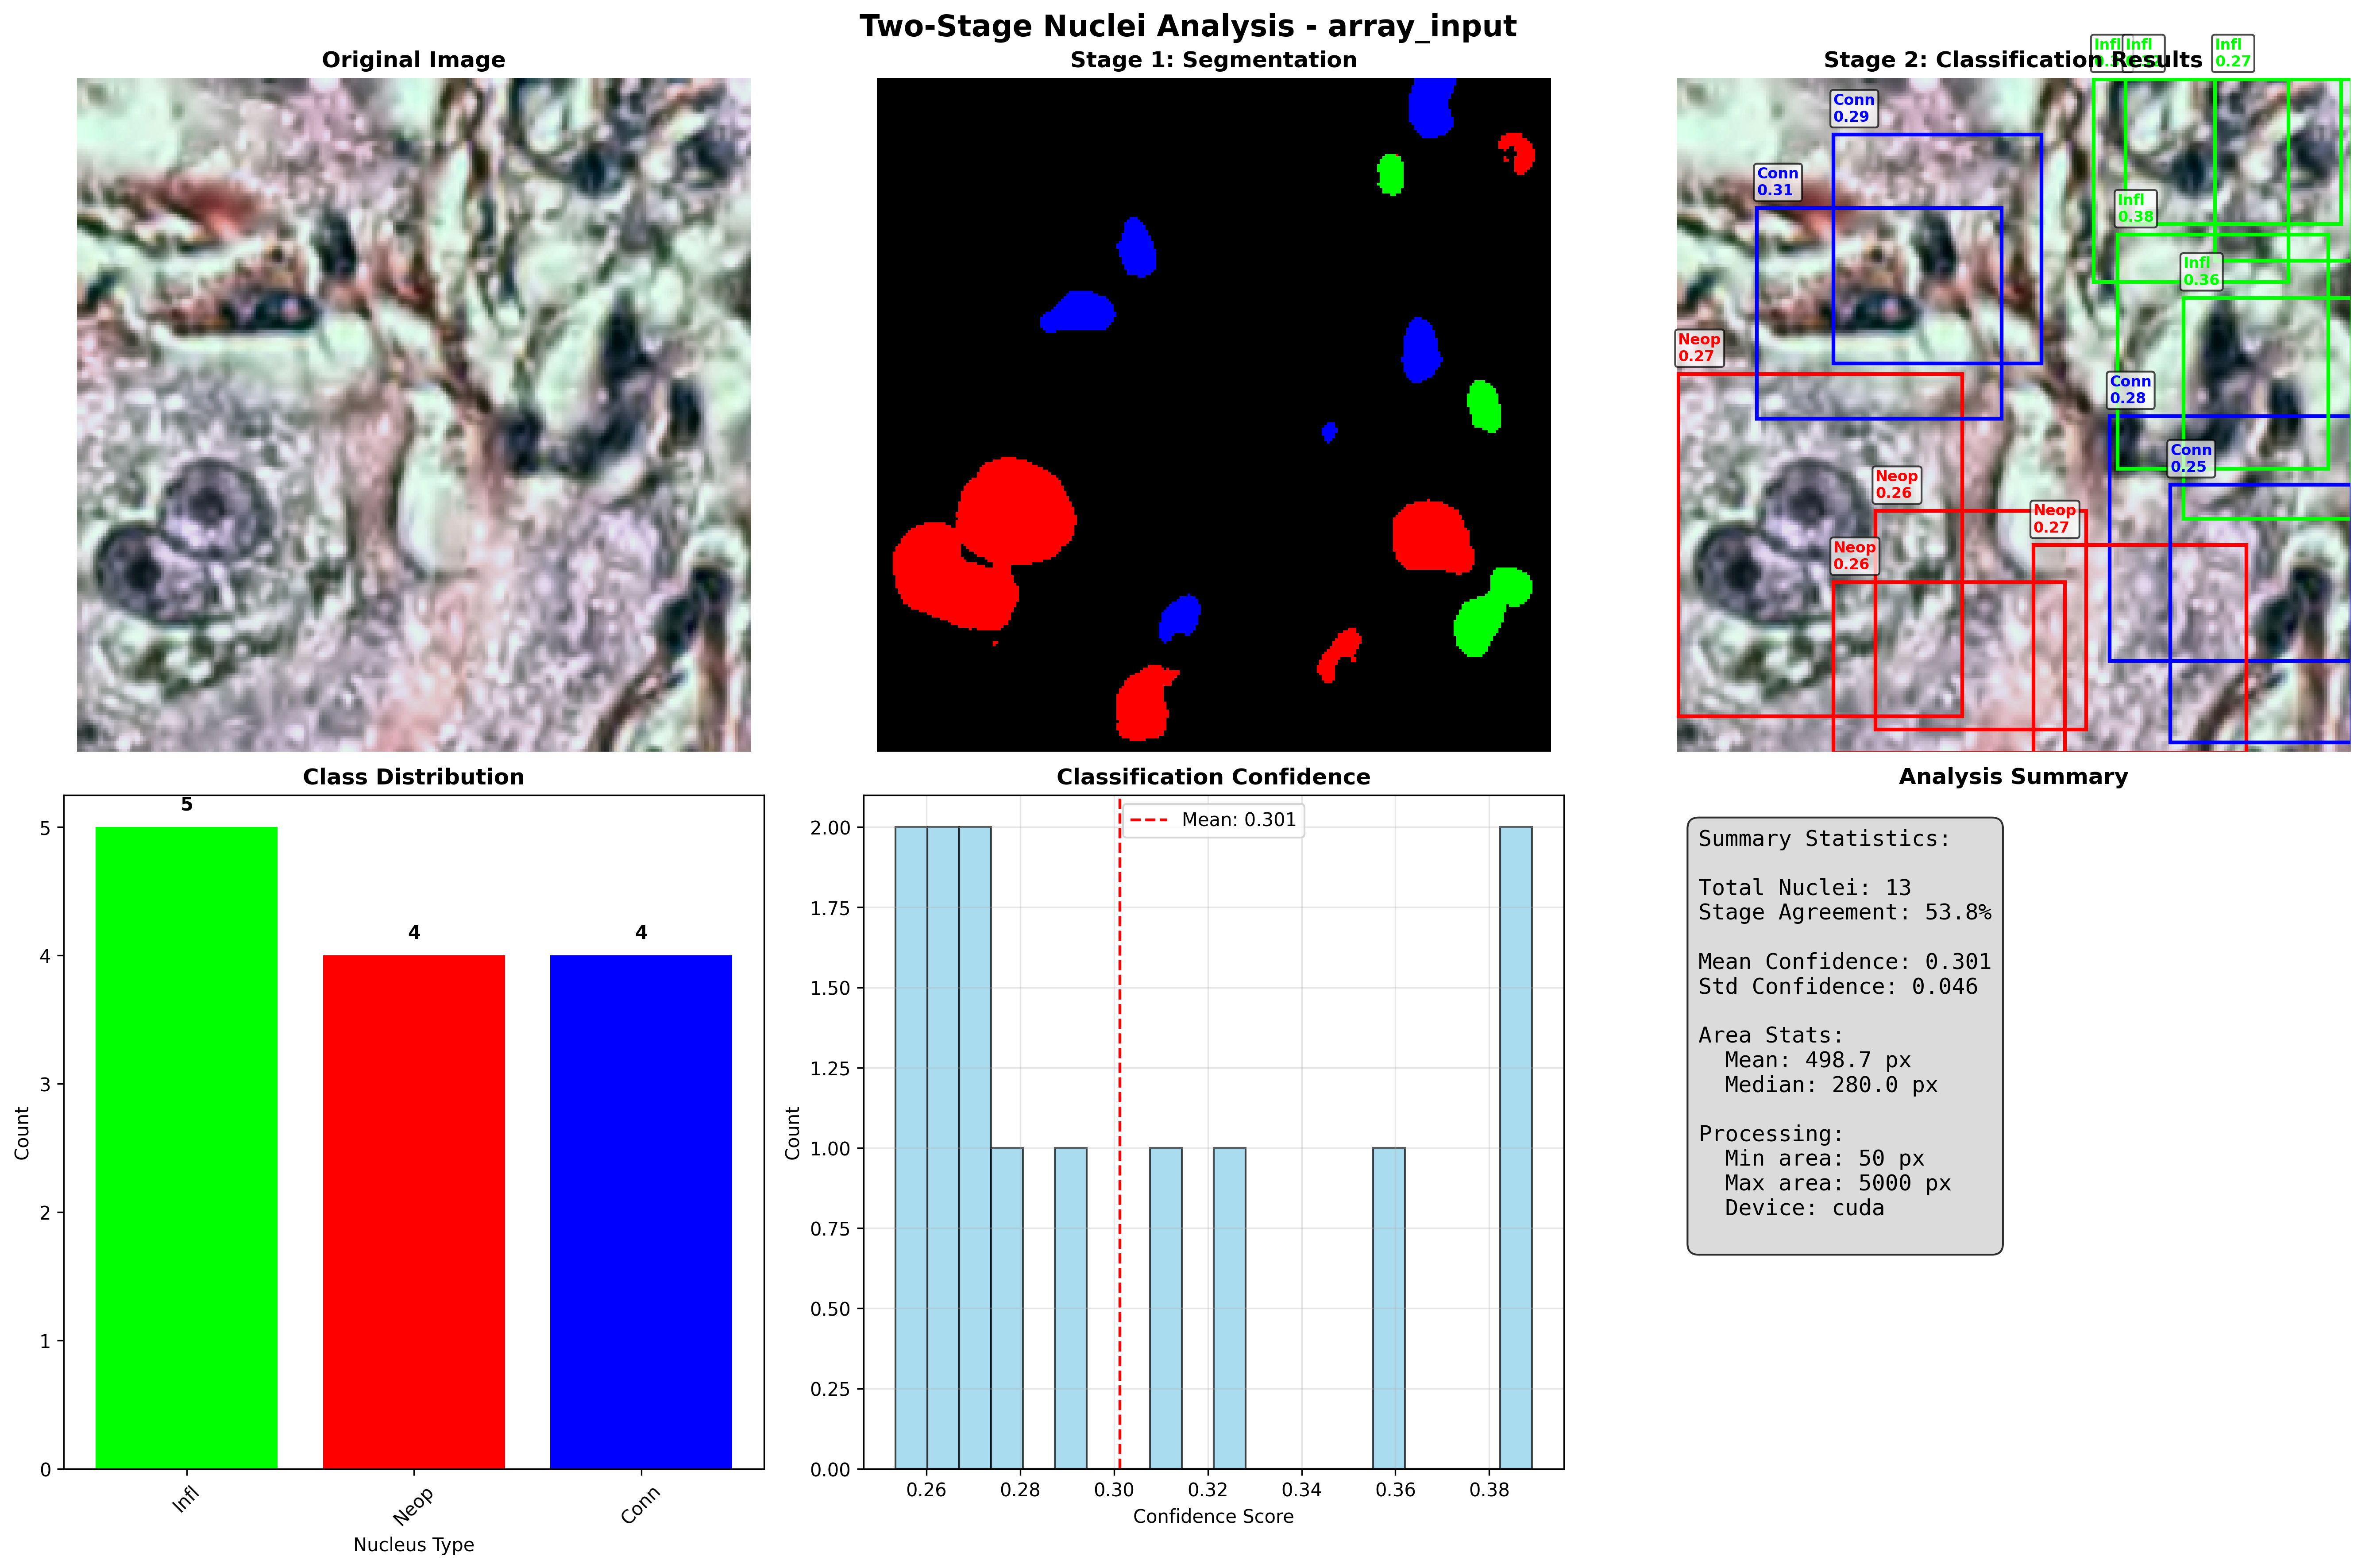 Two-Stage Nuclei Analysis - array_input
Original Image
Stage 1: Segmentation
Stage 2: Classification Results
Infl
Infl
Infl
0.27
Conn
0.29
Conn
0.31
Infl
0.38
Infl
0.36
Neop
0.27
Conn
0.28
Conn
0.25
Neop
0.26
Neop
0.27
Neop
0.26
Class Distribution
5
4
4
5
4
3
2
1
0
Count
Infl
Neop
Conn
Nucleus Type
Classification Confidence
Mean: 0.301
2.00
1.75
1.50
1.25
1.00
0.75
0.50
0.25
0.00
Count
0.26
0.28
0.30
0.32
0.34
0.36
0.38
Confidence Score
Analysis Summary
Summary Statistics:
Total Nuclei: 13
Stage Agreement: 53.8%
Mean Confidence: 0.301
Std Confidence: 0.046
Area Stats:
Mean: 498.7 px
Median: 280.0 px
Processing:
Min area: 50 px
Max area: 5000 px
Device: cuda